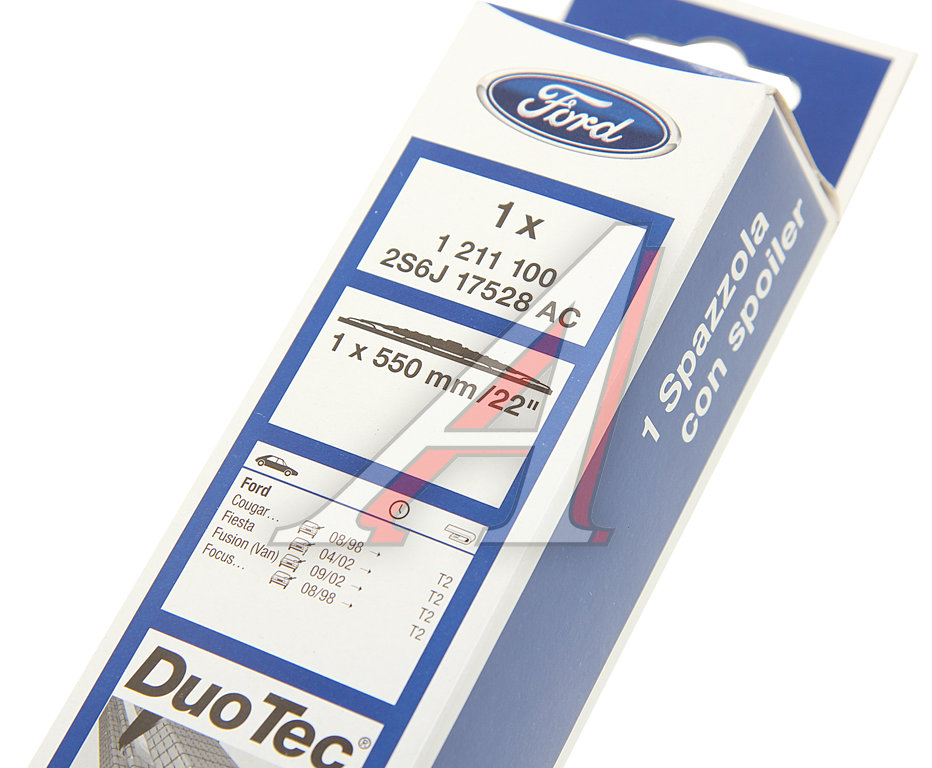 Ford
1 x
1 211 100
2S6J 17528 AC
1 x 550 mm/22"
Ford
Cougar... 08/98 → T2
Fiesta 04/02 → T2
Fusion (Van) 09/02 → T2
Focus... 08/98 → T2
DuoTec®
1 Spazzola
con spoiler